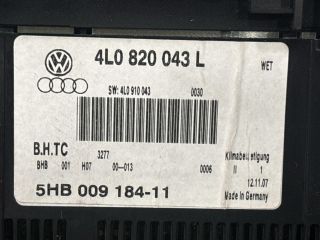 4L0 820 043 L
WET
SW: 4L0 910 043 0030
B.H.TC 3277
BHB 001 H07 00—013 0006
Klimabetätigung
II 1
12.11.07
5HB 009 184-11
Made in Germany